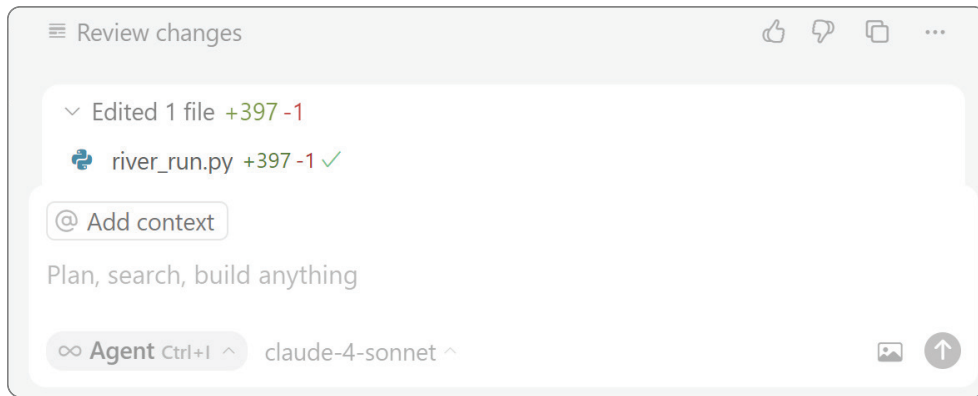 Review changes
Edited 1 file +397 -1
river_run.py +397 -1
@ Add context
Plan, search, build anything
∞ Agent Ctrl+I claude-4-sonnet